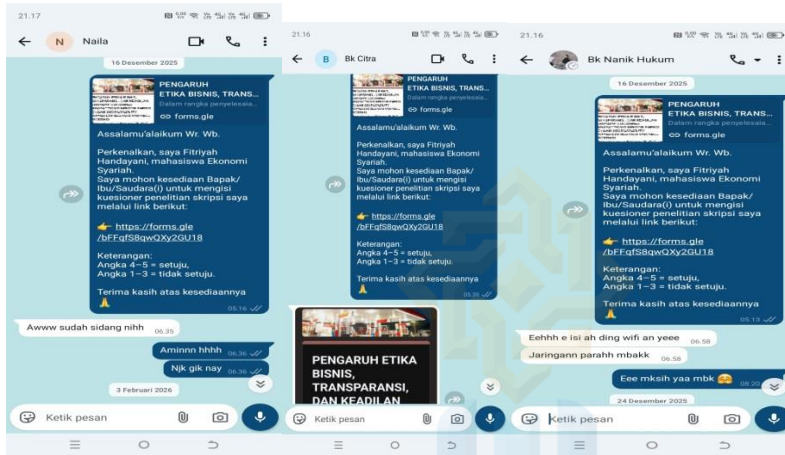 21.17
Naila
16 Desember 2025
PENGARUH
ETIKA BISNIS, TRANS...
Dalam rangka penyelesaia...
forms.gle
Assalamu'alaikum Wr. Wb.
Perkenalkan, saya Fitriyah
Handayani, mahasiswa Ekonomi
Syariah.
Saya mohon kesediaan Bapak/
Ibu/Saudara(i) untuk mengisi
kuesioner penelitian skripsi saya
melalui link berikut:
https://forms.gle
/bFFqfS8qwQXy2GU18
Keterangan:
Angka 4–5 = setuju,
Angka 1–3 = tidak setuju.
Terima kasih atas kesediaannya
05.16
Awww sudah sidang nihh 06.35
Aminnn hhhh 06.36
Njk gik nay 06.36
3 Februari 2026
Ketik pesan
21.16
B Bk Citra
PENGARUH
ETIKA BISNIS, TRANS...
Dalam rangka penyelesaia...
forms.gle
Assalamu'alaikum Wr. Wb.
Perkenalkan, saya Fitriyah
Handayani, mahasiswa Ekonomi
Syariah.
Saya mohon kesediaan Bapak/
Ibu/Saudara(i) untuk mengisi
kuesioner penelitian skripsi saya
melalui link berikut:
https://forms.gle
/bFFqfS8qwQXy2GU18
Keterangan:
Angka 4–5 = setuju,
Angka 1–3 = tidak setuju.
Terima kasih atas kesediaannya
PENGARUH ETIKA
BISNIS,
TRANSPARANSI,
DAN KEADILAN
Ketik pesan
21.16
Bk Nanik Hukum
16 Desember 2025
PENGARUH
ETIKA BISNIS, TRANS...
Dalam rangka penyelesaia...
forms.gle
Assalamu'alaikum Wr. Wb.
Perkenalkan, saya Fitriyah
Handayani, mahasiswa Ekonomi
Syariah.
Saya mohon kesediaan Bapak/
Ibu/Saudara(i) untuk mengisi
kuesioner penelitian skripsi saya
melalui link berikut:
https://forms.gle
/bFFqfS8qwQXy2GU18
Keterangan:
Angka 4–5 = setuju,
Angka 1–3 = tidak setuju.
Terima kasih atas kesediaannya
05.13
Eehhh e isi ah ding wifi an yeee 06.58
Jaringann parahh mbakk 06.58
Eee mksih yaa mbk 08.20
24 Desember 2025
Ketik pesan